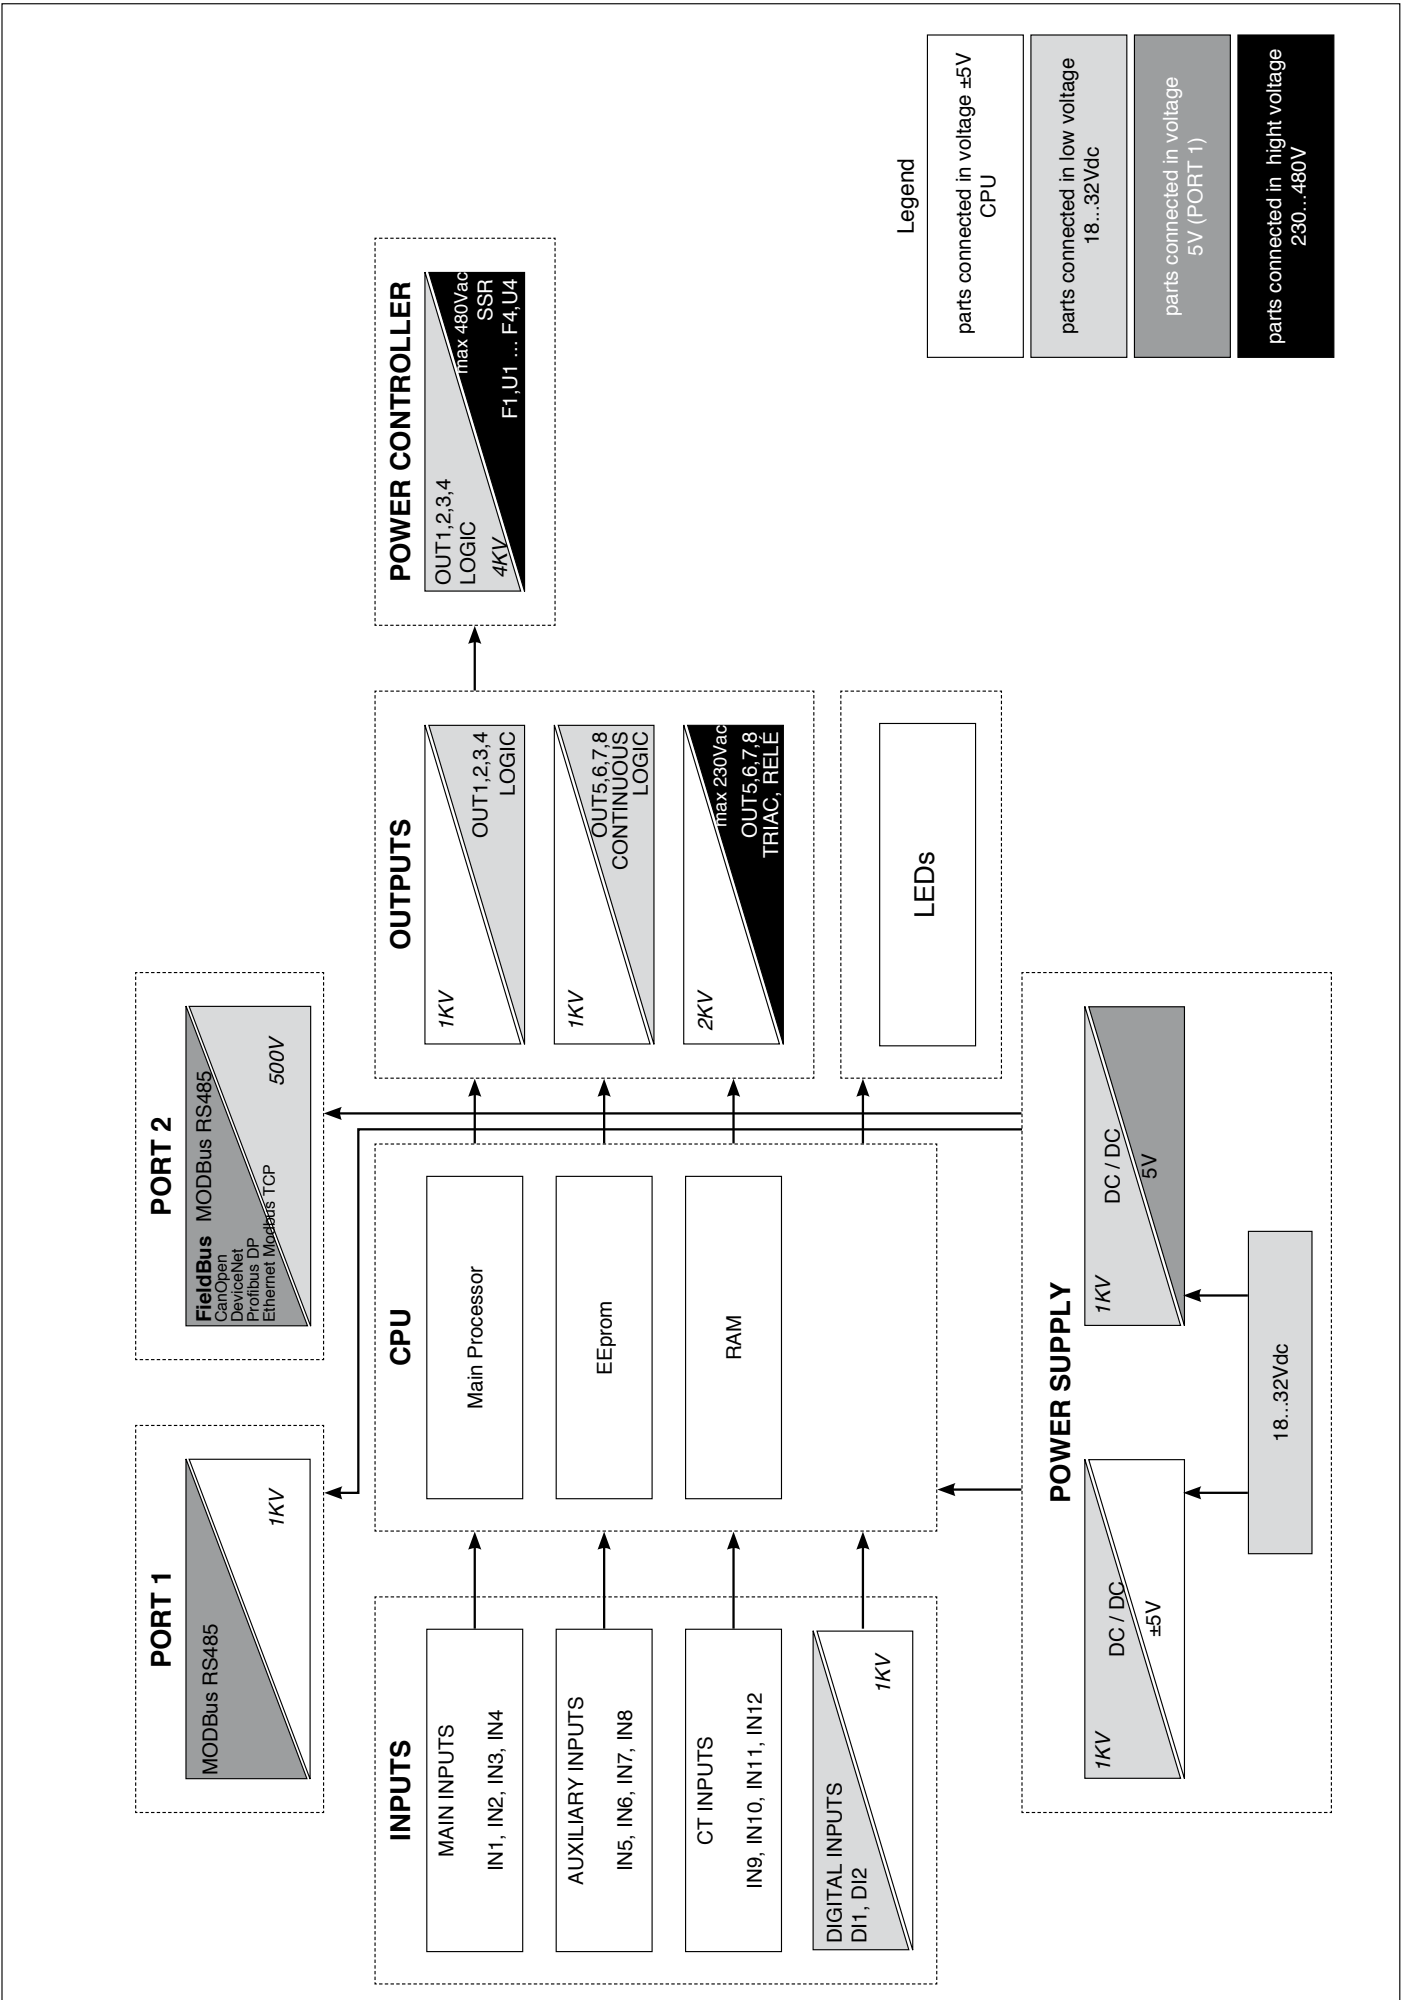 PORT 1
MODBus RS485
1KV
PORT 2
FieldBus MODBus RS485
CanOpen
DeviceNet
Profibus DP
Ethernet Modbus TCP
500V
INPUTS
MAIN INPUTS
IN1, IN2, IN3, IN4
AUXILIARY INPUTS
IN5, IN6, IN7, IN8
CT INPUTS
IN9, IN10, IN11, IN12
DIGITAL INPUTS
DI1, DI2
1KV
CPU
Main Processor
EEprom
RAM
OUTPUTS
1KV
OUT1,2,3,4
LOGIC
1KV
OUT5,6,7,8
CONTINUOUS
LOGIC
2KV
max 230Vac
OUT5,6,7,8
TRIAC, RELÉ
LEDs
POWER CONTROLLER
OUT1,2,3,4
LOGIC
4KV
max 480Vac
SSR
F1,U1 ... F4,U4
POWER SUPPLY
1KV
DC / DC
±5V
1KV
DC / DC
5V
18...32Vdc
Legend
parts connected in voltage ±5V
CPU
parts connected in low voltage
18...32Vdc
parts connected in voltage
5V (PORT 1)
parts connected in hight voltage
230...480V